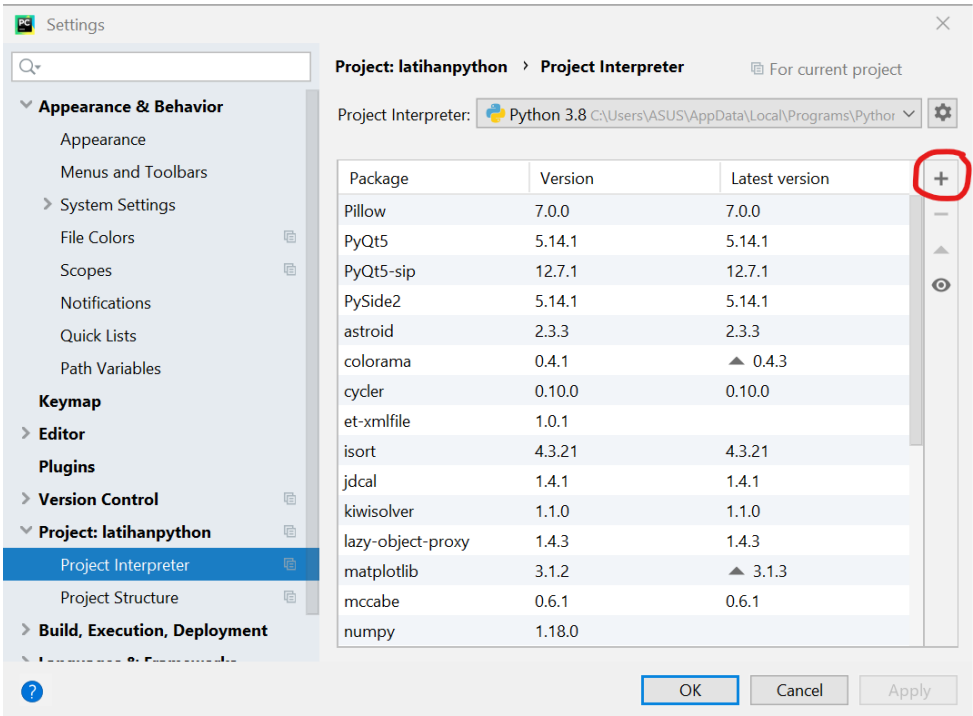 PC
Settings
Project: latihanpython › Project Interpreter
For current project
Project Interpreter: Python 3.8 C:\Users\ASUS\AppData\Local\Programs\Python
Appearance & Behavior
Appearance
Menus and Toolbars
System Settings
File Colors
Scopes
Notifications
Quick Lists
Path Variables
Keymap
Editor
Plugins
Version Control
Project: latihanpython
Project Interpreter
Project Structure
Build, Execution, Deployment
Languages & Frameworks
Package Version Latest version
Pillow 7.0.0 7.0.0
PyQt5 5.14.1 5.14.1
PyQt5-sip 12.7.1 12.7.1
PySide2 5.14.1 5.14.1
astroid 2.3.3 2.3.3
colorama 0.4.1 ▲ 0.4.3
cycler 0.10.0 0.10.0
et-xmlfile 1.0.1
isort 4.3.21 4.3.21
jdcal 1.4.1 1.4.1
kiwisolver 1.1.0 1.1.0
lazy-object-proxy 1.4.3 1.4.3
matplotlib 3.1.2 ▲ 3.1.3
mccabe 0.6.1 0.6.1
numpy 1.18.0
?
OK Cancel Apply